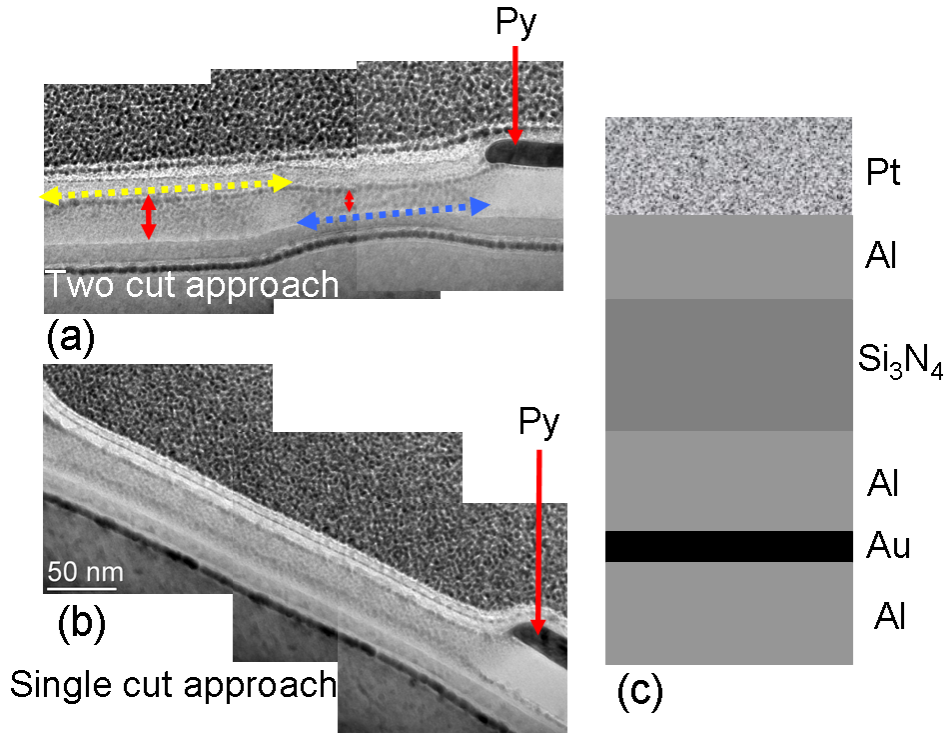 Py
Two cut approach
(a)
Py
50 nm
(b)
Single cut approach
Pt
Al
Si₃N₄
Al
Au
Al
(c)